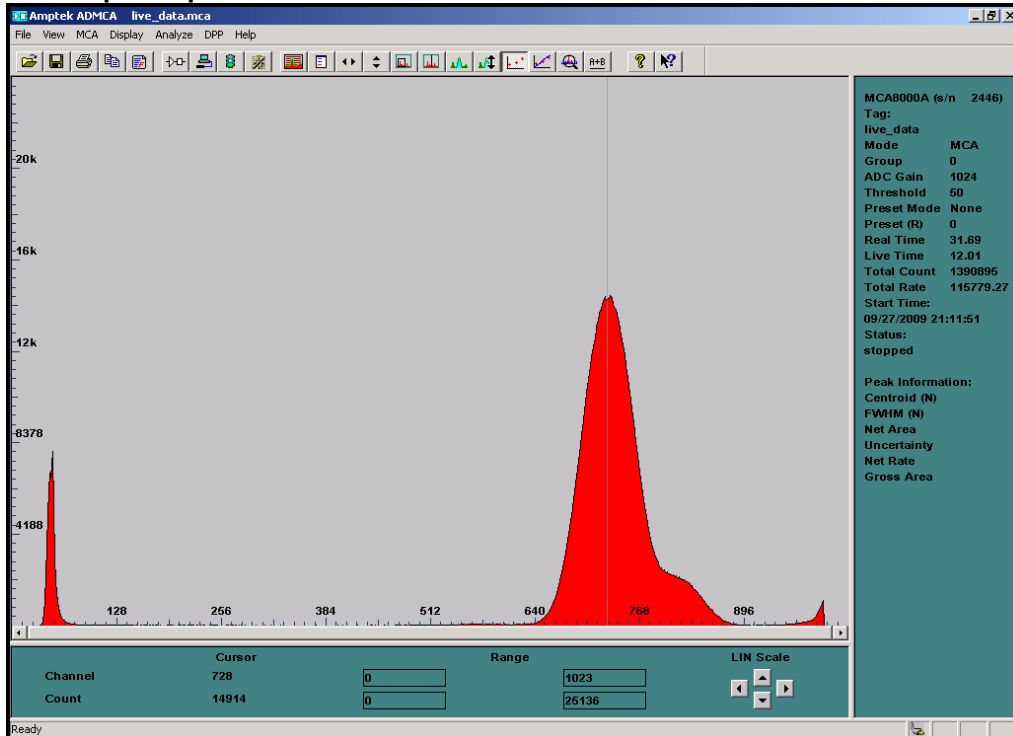 Amptek ADMCA live_data.mca
File View MCA Display Analyze DPP Help
A+B
20k
16k
12k
8378
4188
128 256 384 512 640 768 896
MCA8000A (s/n 2446)
Tag:
live_data
Mode MCA
Group 0
ADC Gain 1024
Threshold 50
Preset Mode None
Preset (R) 0
Real Time 31.69
Live Time 12.01
Total Count 1390895
Total Rate 115779.27
Start Time:
09/27/2009 21:11:51
Status:
stopped
Peak Information:
Centroid (N)
FWHM (N)
Net Area
Uncertainty
Net Rate
Gross Area
Cursor Range LIN Scale
Channel 728 0 1023
Count 14914 0 25136
Ready